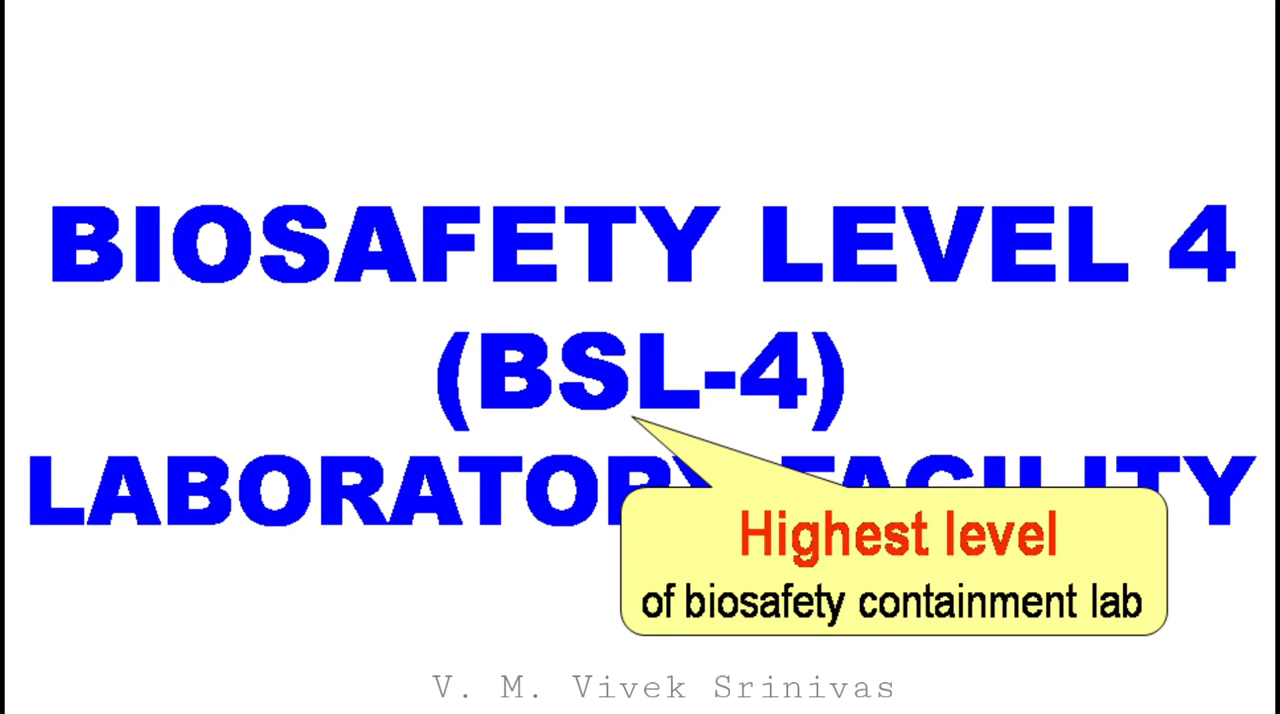 BIOSAFETY LEVEL 4
(BSL-4)
LABORATORY FACILITY
Highest level
of biosafety containment lab
V. M. Vivek Srinivas